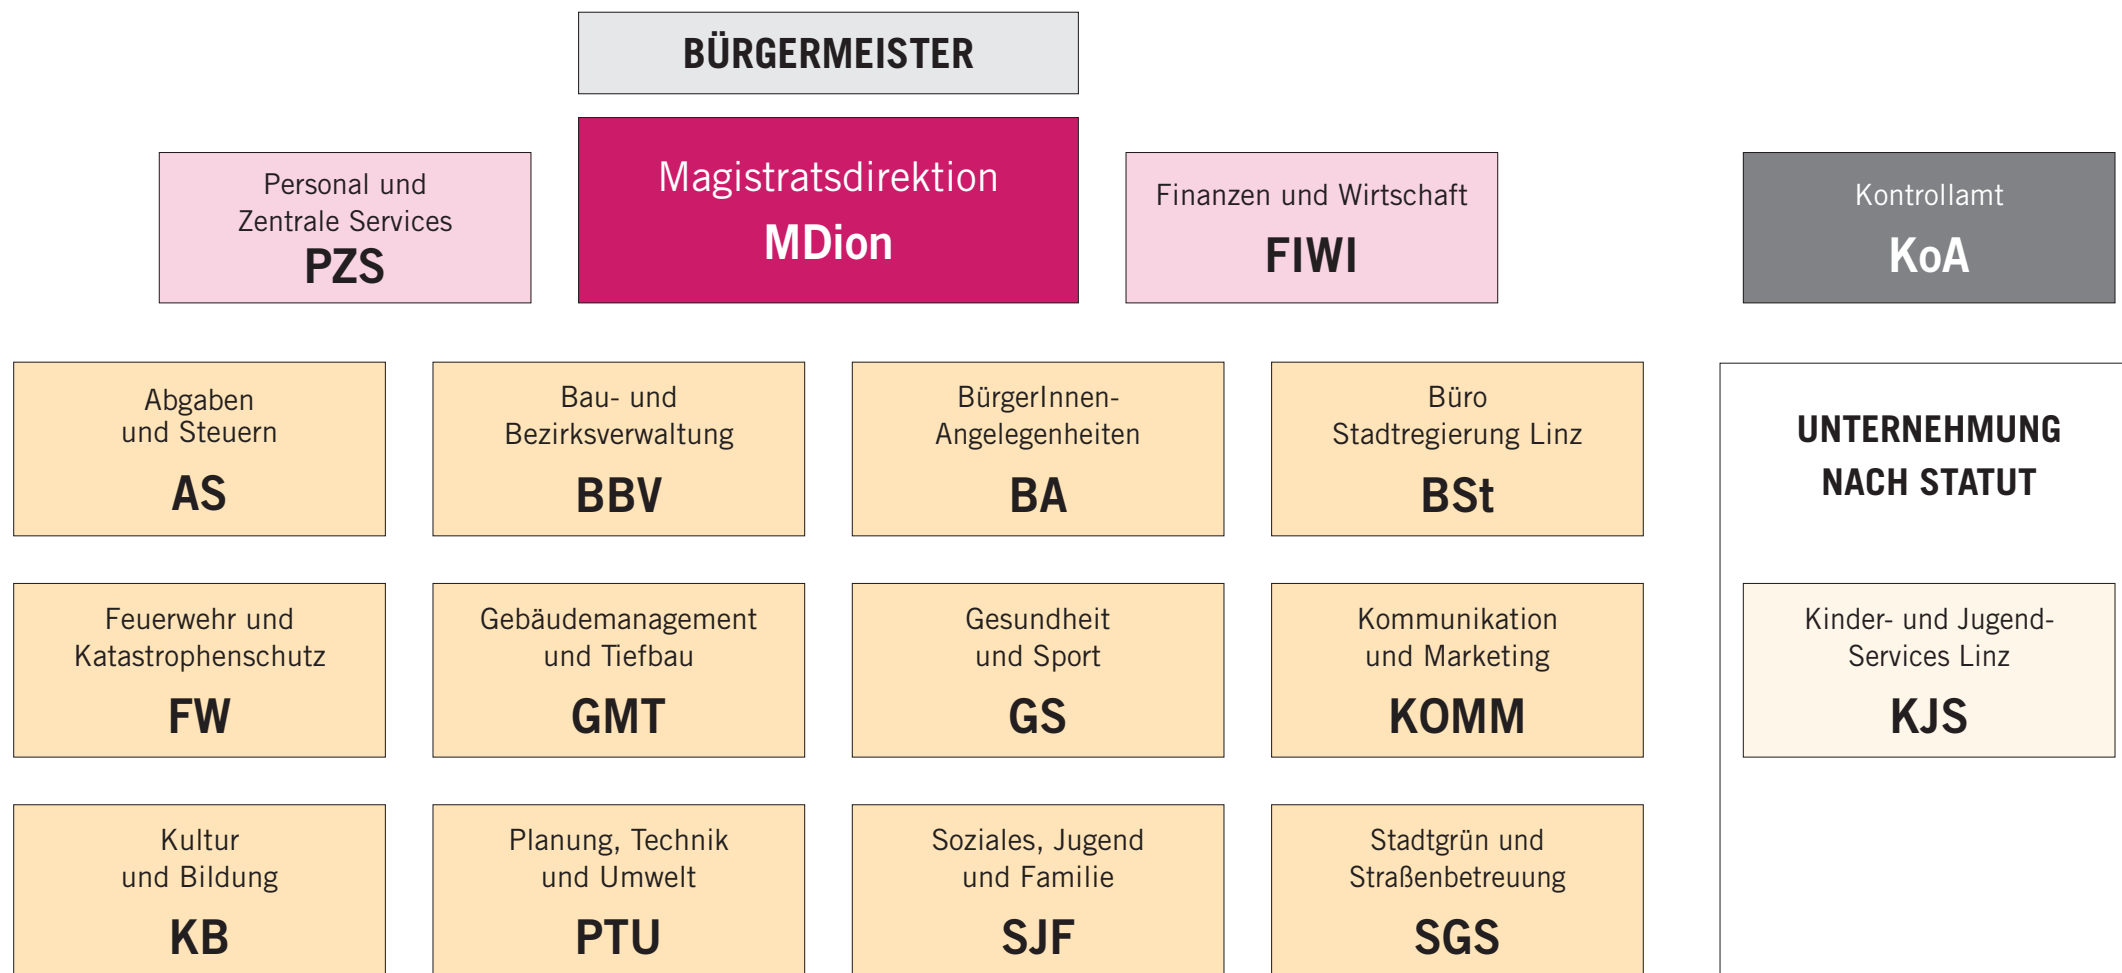 BÜRGERMEISTER
Personal und
Zentrale Services
PZS
Magistratsdirektion
MDion
Finanzen und Wirtschaft
FIWI
Kontrollamt
KoA
Abgaben
und Steuern
AS
Bau- und
Bezirksverwaltung
BBV
BürgerInnen-
Angelegenheiten
BA
Büro
Stadtregierung Linz
BSt
UNTERNEHMUNG
NACH STATUT
Feuerwehr und
Katastrophenschutz
FW
Gebäudemanagement
und Tiefbau
GMT
Gesundheit
und Sport
GS
Kommunikation
und Marketing
KOMM
Kinder- und Jugend-
Services Linz
KJS
Kultur
und Bildung
KB
Planung, Technik
und Umwelt
PTU
Soziales, Jugend
und Familie
SJF
Stadtgrün und
Straßenbetreuung
SGS